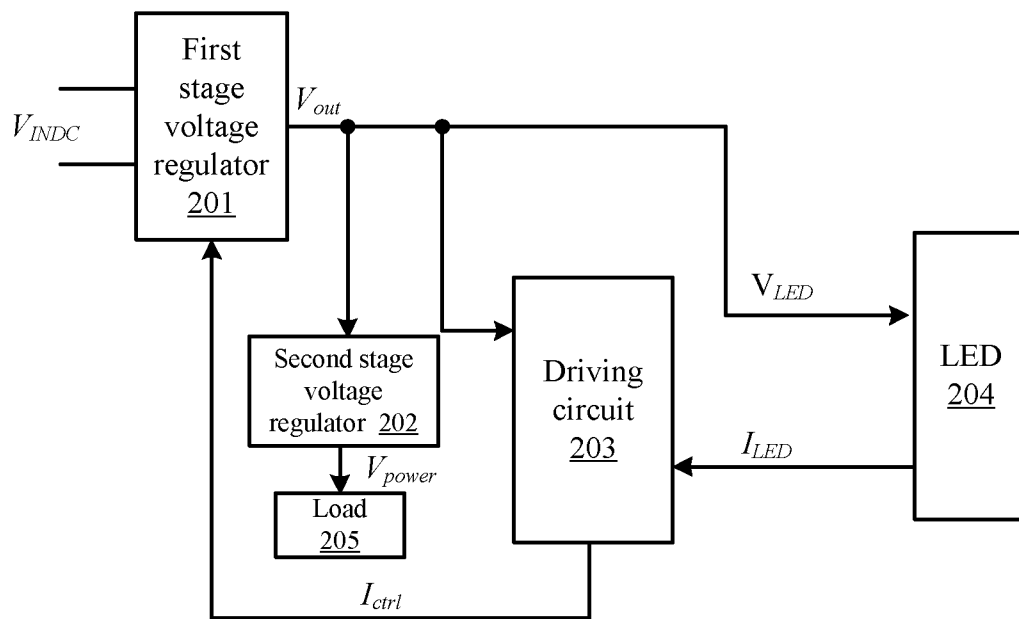 First
stage
voltage
regulator
201
V_INDC
V_out
V_LED
Second stage
voltage
regulator 202
Driving
circuit
203
LED
204
I_LED
V_power
Load
205
I_ctrl